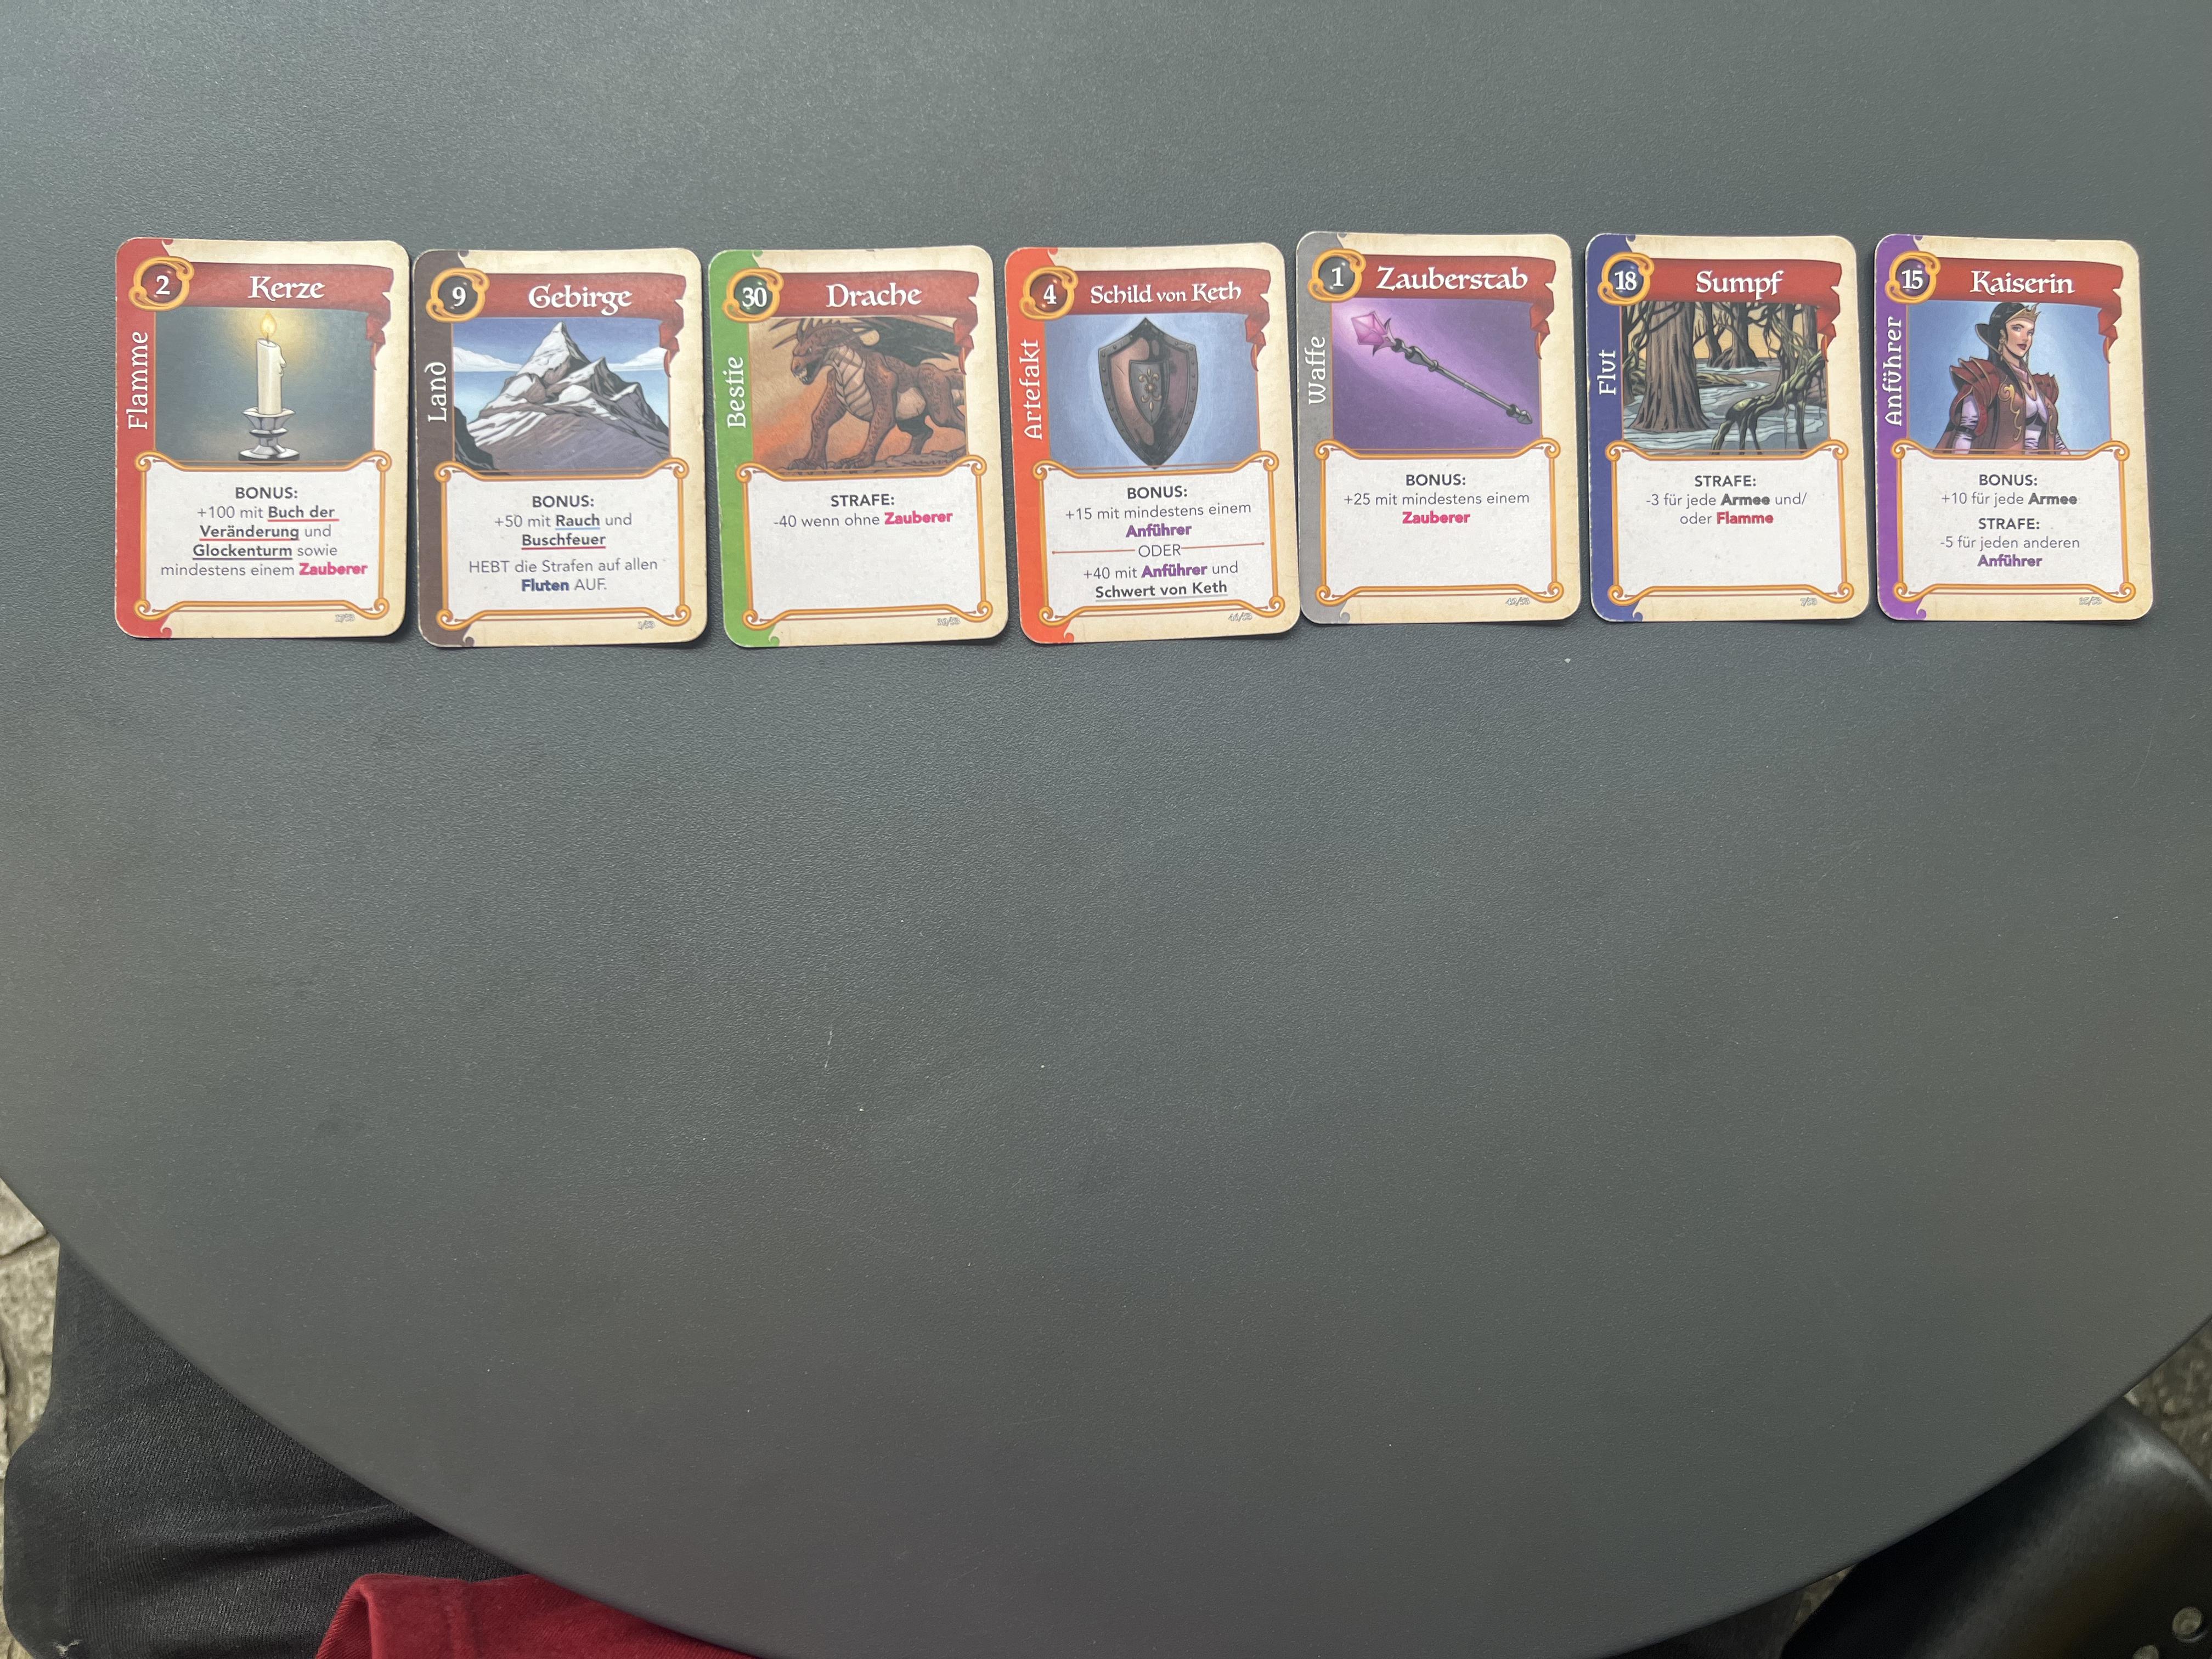 2
Kerze
Flamme
BONUS:
+100 mit Buch der
Veränderung und
Glockenturm sowie
mindestens einem Zauberer
9
Gebirge
Land
BONUS:
+50 mit Rauch und
Buschfeuer
HEBT die Strafen auf allen
Fluten AUF.
1/53
30
Drache
Bestie
STRAFE:
-40 wenn ohne Zauberer
4
Schild von Keth
Artefakt
BONUS:
+15 mit mindestens einem
Anführer
ODER
+40 mit Anführer und
Schwert von Keth
1
Zauberstab
Waffe
BONUS:
+25 mit mindestens einem
Zauberer
18
Sumpf
Flut
STRAFE:
-3 für jede Armee und/
oder Flamme
15
Kaiserin
Anführer
BONUS:
+10 für jede Armee
STRAFE:
-5 für jeden anderen
Anführer